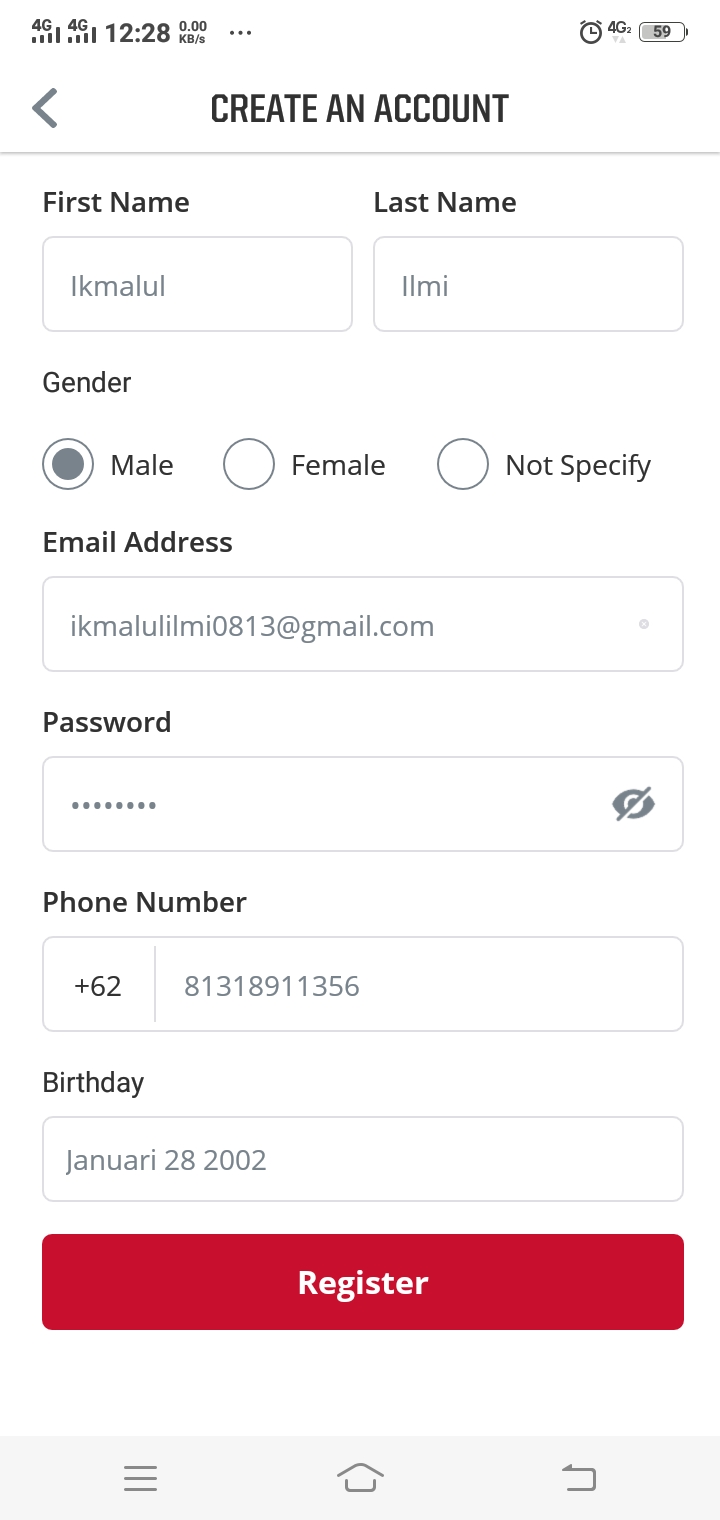 4G 4G 12:28 0.00 KB/s ... 4G2 59
CREATE AN ACCOUNT
First Name Last Name
Ikmalul Ilmi
Gender
Male Female Not Specify
Email Address
ikmalulilmi0813@gmail.com
Password
••••••••
Phone Number
+62 81318911356
Birthday
Januari 28 2002
Register